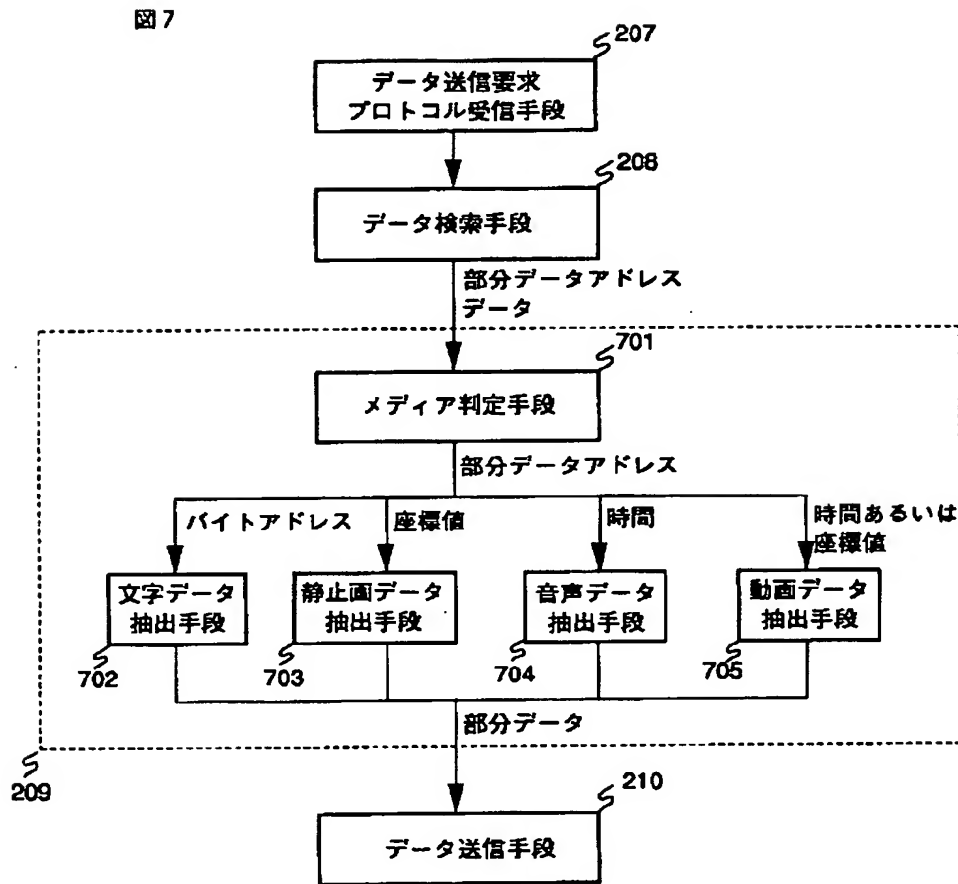 図7
207
データ送信要求
プロトコル受信手段
208
データ検索手段
部分データアドレス
データ
701
メディア判定手段
部分データアドレス
バイトアドレス
座標値
時間
時間あるいは
座標値
文字データ
抽出手段
静止画データ
抽出手段
音声データ
抽出手段
動画データ
抽出手段
702
703
704
705
部分データ
209
210
データ送信手段